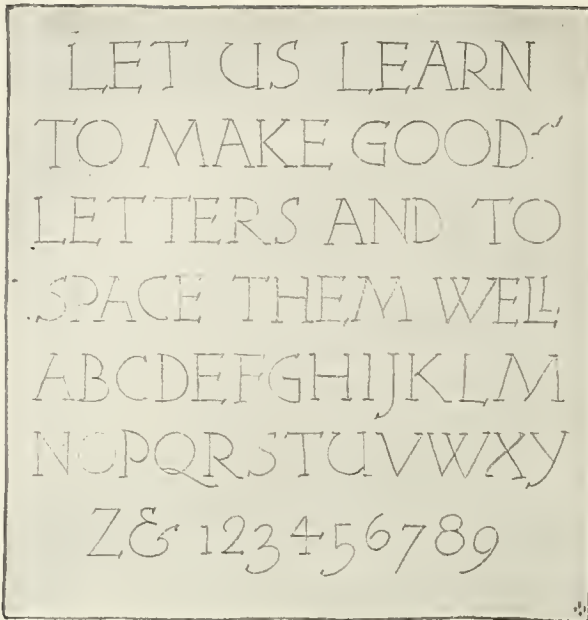 LET US LEARN
TO MAKE GOOD
LETTERS AND TO
SPACE THEM WELL
ABCDEFGHIJKLM
NOPQRSTUVWXY
Z& 123456789